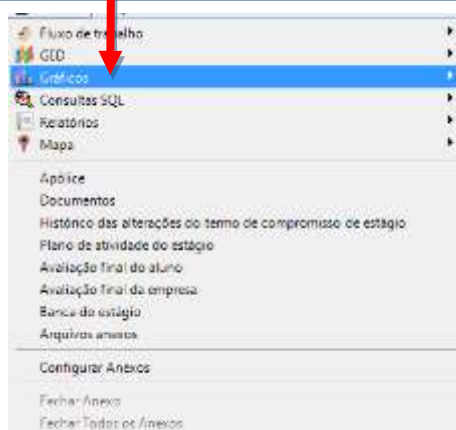 Fluxo de trabalho
GED
Gráficos
Consultas SQL
Relatórios
Mapa
Apólice
Documentos
Histórico das alterações do termo de compromisso de estágio
Plano de atividade do estágio
Avaliação final do aluno
Avaliação final da empresa
Banca do estágio
Arquivos anexos
Configurar Anexos
Fechar Anexo
Fechar Todos os Anexos